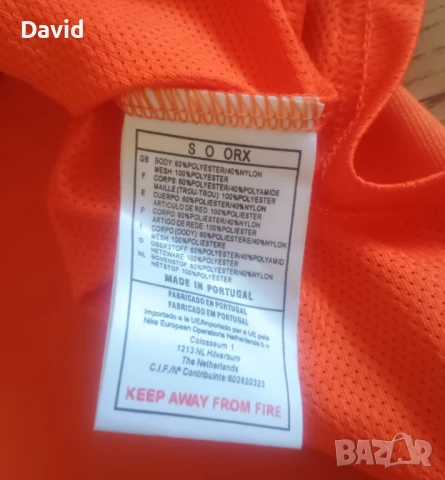 David
S O ORX
GB BODY: 60%POLYESTER/40%NYLON
MESH: 100%POLYESTER
F CORPS: 60%POLYESTER/40%POLYAMIDE
MAILLE (TROU-TROU): 100%POLYESTER
E CUERPO: 60%POLIESTER/40%NYLON
ARTICULO DE RED: 100%POLIESTER
P CORPO: 60%POLIESTER/40%NYLON
ARTIGO DE REDE: 100%POLIESTER
I CORPO (BODY): 60%POLIESTERE/40%NYLON
MESH: 100%POLIESTERE
D OBERSTOFF: 60%POLYESTER/40%POLYAMID
NETZWARE: 100%POLYESTER
NL BOVENSTOF: 60%POLYESTER/40%NYLON
NETSTOF: 100%POLYESTER
MADE IN PORTUGAL
FABRICADO EN PORTUGAL
FABRICADO EM PORTUGAL
Importado a la UE/Importado per a UE pela
Nike European Operations Netherlands b.v.
Colosseum 1
1213 NL Hilversum
The Netherlands
C.I.F./Nº Contribuinte: 802820323
KEEP AWAY FROM FIRE
BAZAR